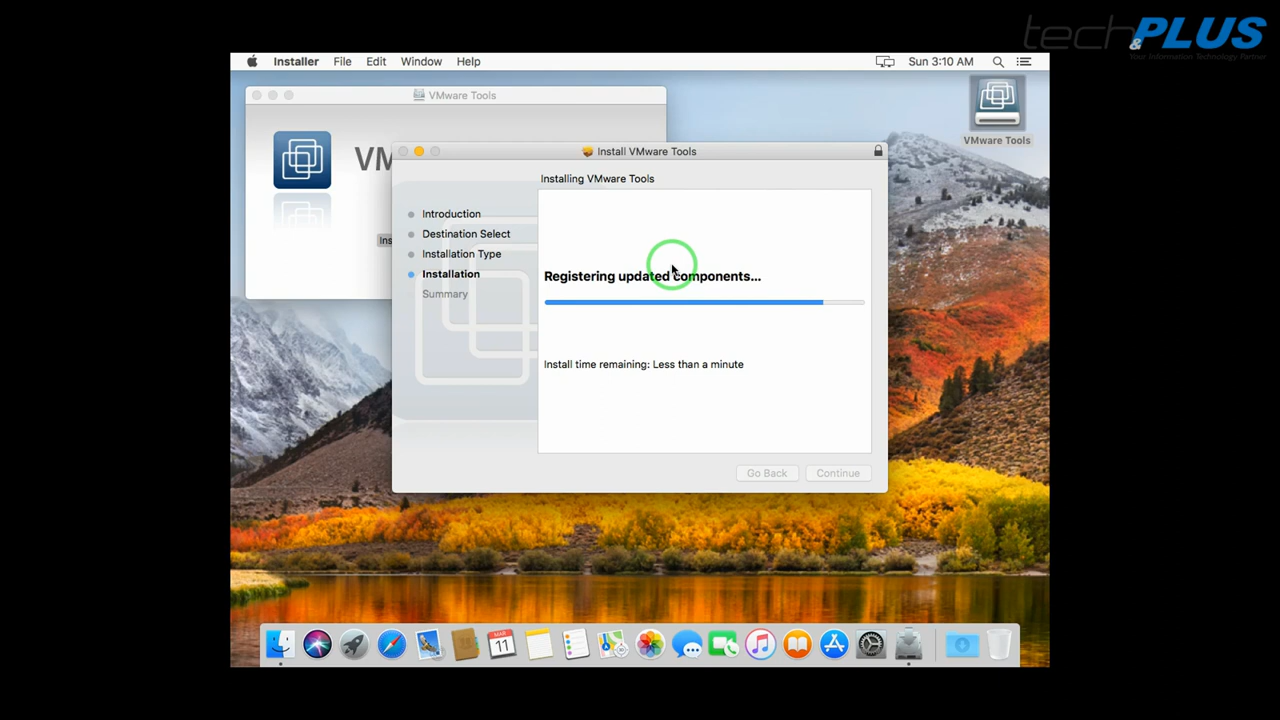 tech&PLUS
Your Information Technology Partner
Installer File Edit Window Help Sun 3:10 AM
VMware Tools
VM
Ins
VMware Tools
Install VMware Tools
Installing VMware Tools
Introduction
Destination Select
Installation Type
Installation
Summary
Registering updated components...
Install time remaining: Less than a minute
Go Back Continue
MAR
11